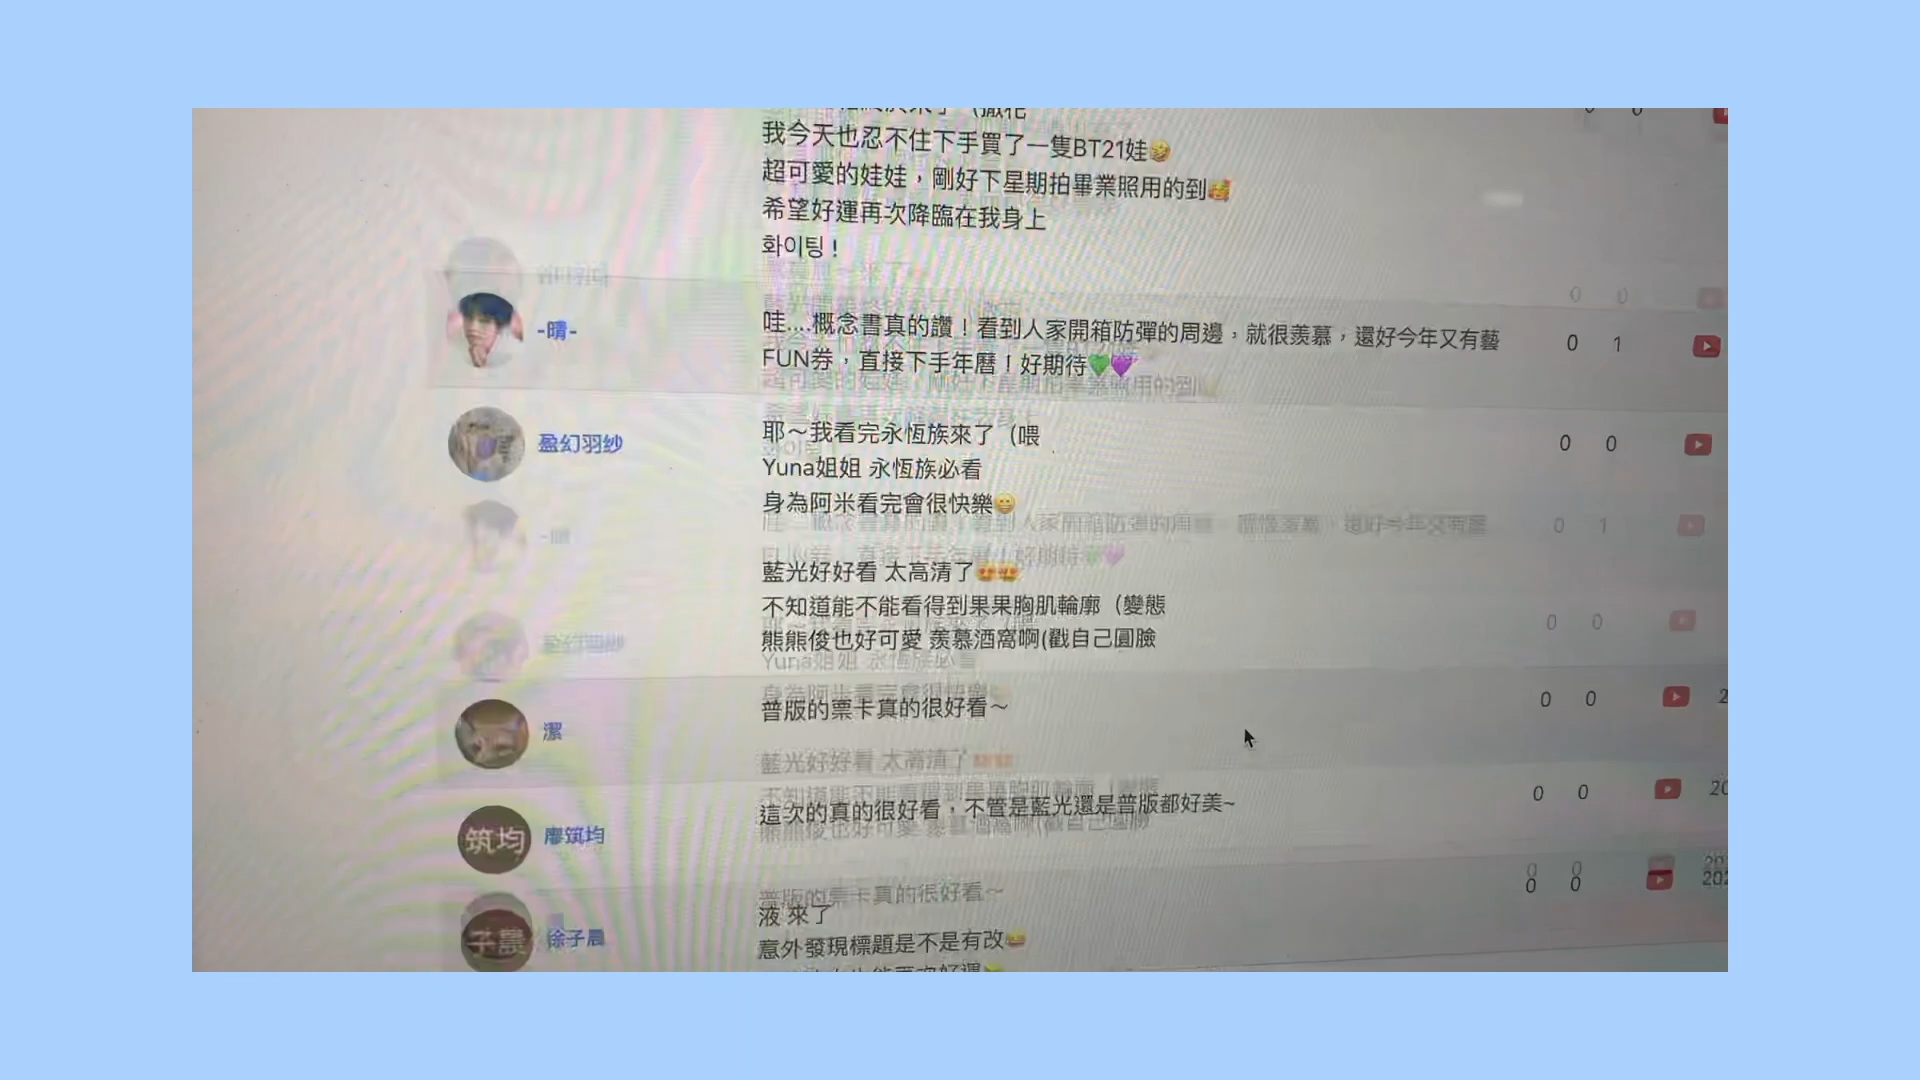 我今天也忍不住下手買了一隻BT21娃🤣
超可愛的娃娃，剛好下星期拍畢業照用的到🥰
希望好運再次降臨在我身上
화이팅！
-晴-
哇....概念書真的讚！看到人家開箱防彈的周邊，就很羨慕，還好今年又有藝
FUN券，直接下手年曆！好期待💚💜
0 1
盈幻羽纱
耶～我看完永恆族來了（喂
Yuna姐姐 永恆族必看
身為阿米看完會很快樂😁
0 0
藍光好好看 太高清了😍😍
不知道能不能看得到果果胸肌輪廓（變態
熊熊俊也好可愛 羨慕酒窩啊(戳自己圓臉
潔
普版的票卡真的很好看～
0 0
筑均
廖筑均
這次的真的很好看，不管是藍光還是普版都好美~
0 0
子晨
徐子晨
液 來了
意外發現標題是不是有改😂
0 0